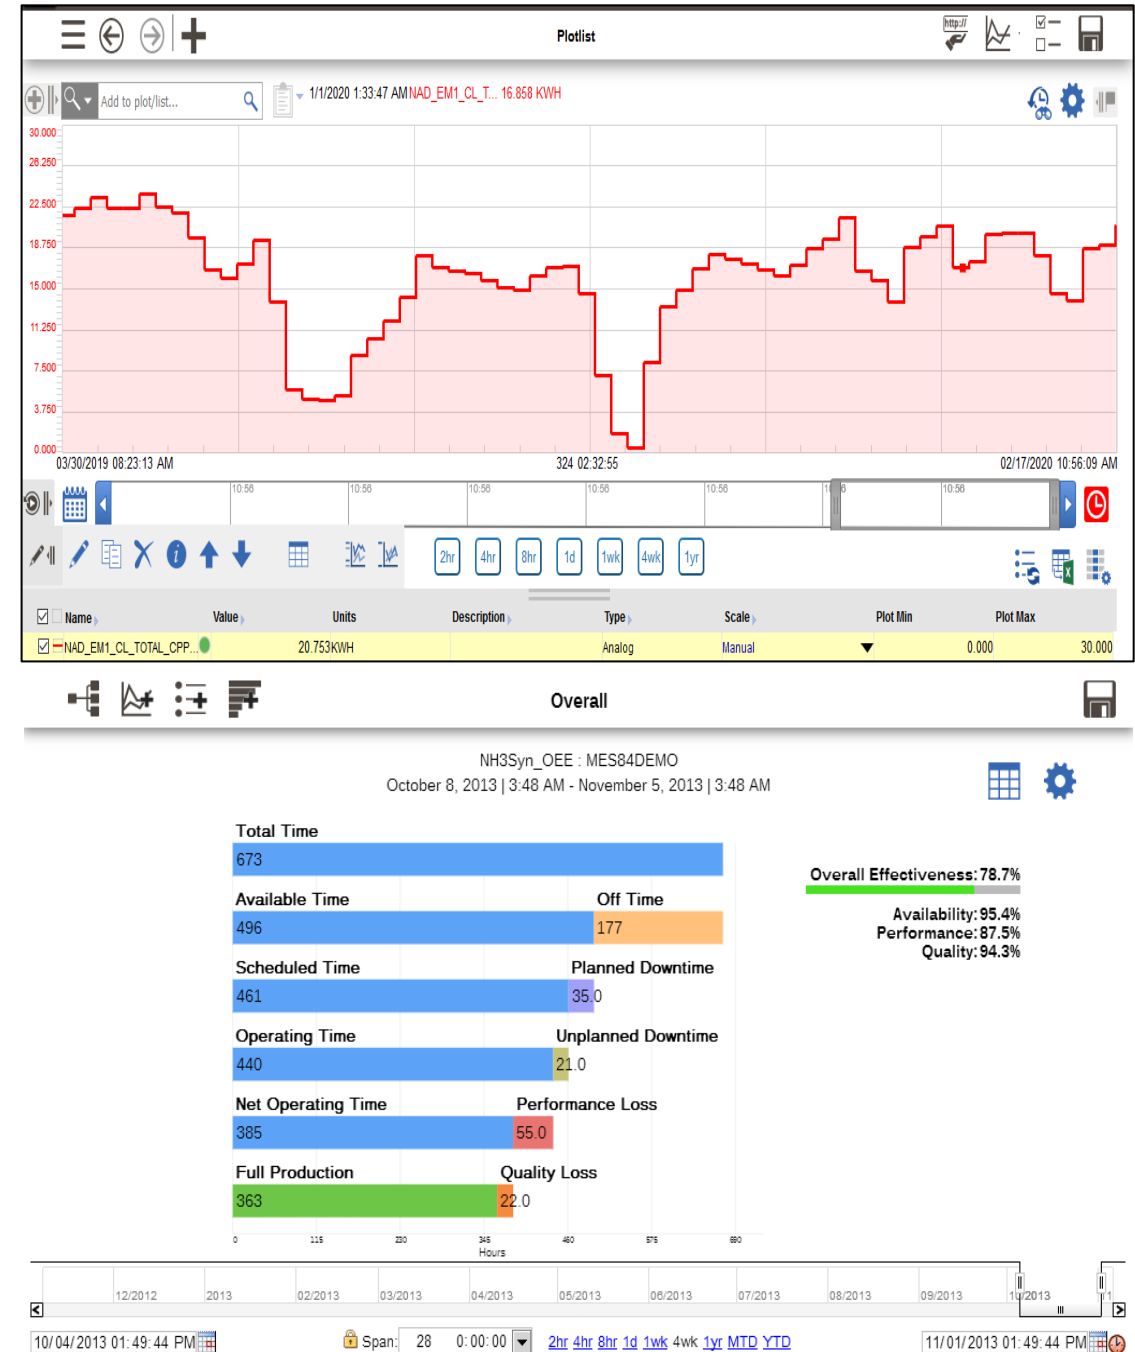 http://
Plotlist
Add to plot/list...
1/1/2020 1:33:47 AM NAD_EM1_CL_T... 16.858 KWH
30.000
26.250
22.500
18.750
15.000
11.250
7.500
3.750
0.000
03/30/2019 08:23:13 AM 324 02:32:55 02/17/2020 10:56:09 AM
10:56 10:56 10:56 10:56 10:56 10:56
2hr 4hr 8hr 1d 1wk 4wk 1yr
Name Value Units Description Type Scale Plot Min Plot Max
NAD_EM1_CL_TOTAL_CPP... 20.753 KWH Analog Manual 0.000 30.000
Overall
NH3Syn_OEE : MES84DEMO
October 8, 2013 | 3:48 AM - November 5, 2013 | 3:48 AM
Total Time
673
Overall Effectiveness: 78.7%
Available Time Off Time
496 177
Availability: 95.4%
Performance: 87.5%
Quality: 94.3%
Scheduled Time Planned Downtime
461 35.0
Operating Time Unplanned Downtime
440 21.0
Net Operating Time Performance Loss
385 55.0
Full Production Quality Loss
363 22.0
0 115 230 345 460 575 690
Hours
12/2012 2013 02/2013 03/2013 04/2013 05/2013 06/2013 07/2013 08/2013 09/2013 10/2013
10/04/2013 01:49:44 PM Span: 28 0:00:00 2hr 4hr 8hr 1d 1wk 4wk 1yr MTD YTD 11/01/2013 01:49:44 PM